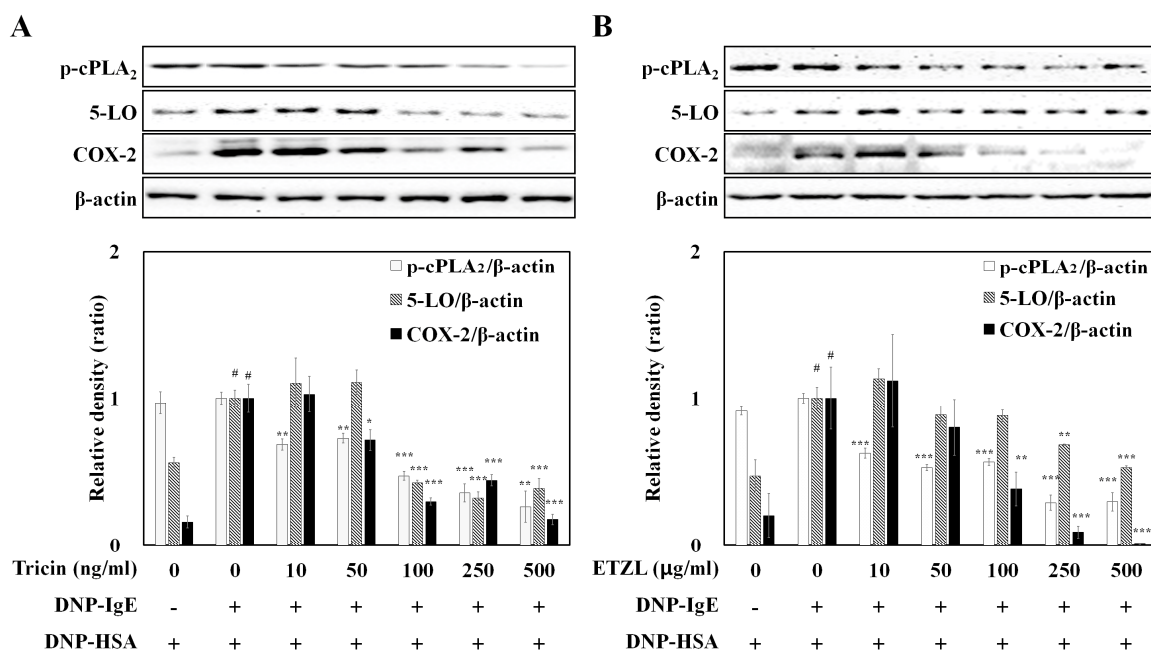 A
p-cPLA2
5-LO
COX-2
β-actin
2
1
0
Relative density (ratio)
p-cPLA2/β-actin
5-LO/β-actin
COX-2/β-actin
# #
** ** *
*** *** ***
*** *** ***
** *** ***
Tricin (ng/ml) 0 0 10 50 100 250 500
DNP-IgE - + + + + + +
DNP-HSA + + + + + + +
B
p-cPLA2
5-LO
COX-2
β-actin
2
1
0
Relative density (ratio)
p-cPLA2/β-actin
5-LO/β-actin
COX-2/β-actin
# #
*** *** *** **
*** ** ***
*** *** ***
ETZL (μg/ml) 0 0 10 50 100 250 500
DNP-IgE - + + + + + +
DNP-HSA + + + + + + +